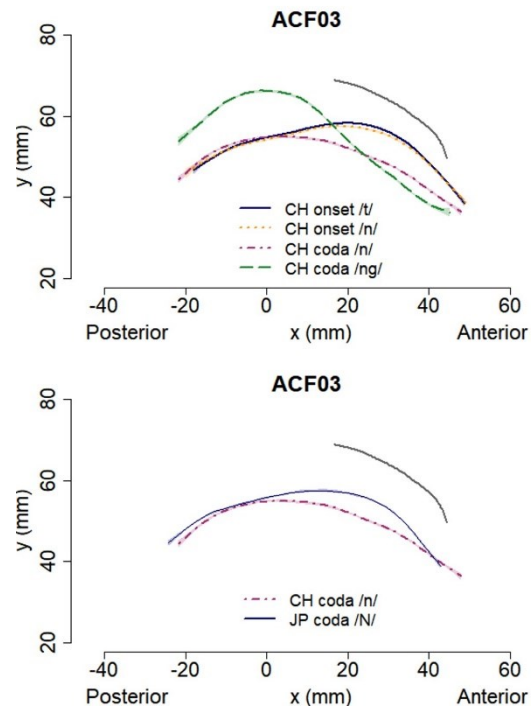 ACF03
80
60
40
20
y (mm)
CH onset /t/
CH onset /n/
CH coda /n/
CH coda /ng/
-40 -20 0 20 40 60
Posterior x (mm) Anterior
ACF03
80
60
40
20
y (mm)
CH coda /n/
JP coda /N/
-40 -20 0 20 40 60
Posterior x (mm) Anterior